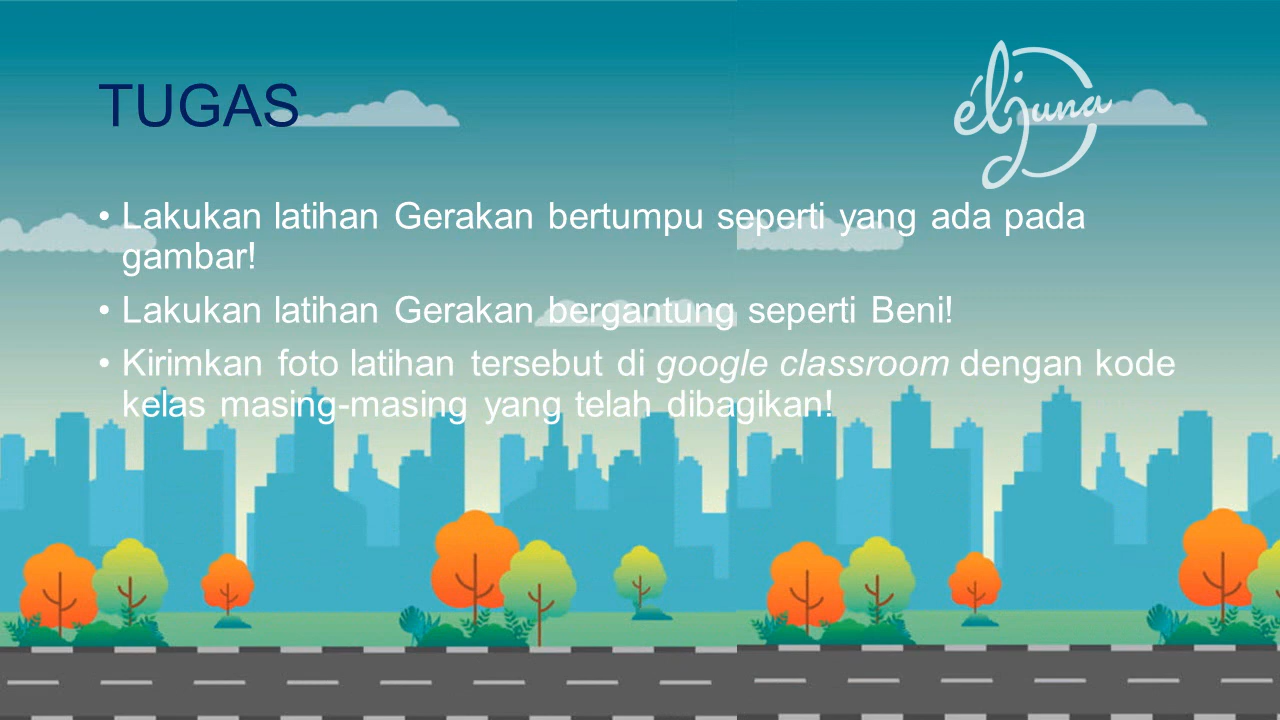 TUGAS
éljuna
• Lakukan latihan Gerakan bertumpu seperti yang ada pada
gambar!
• Lakukan latihan Gerakan bergantung seperti Beni!
• Kirimkan foto latihan tersebut di google classroom dengan kode
kelas masing-masing yang telah dibagikan!